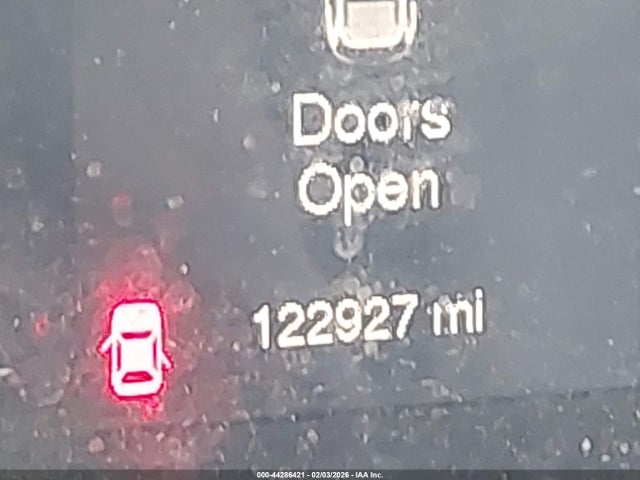 Doors
Open
122927 mi
000-44286421 - 02/03/2026 - IAA Inc.